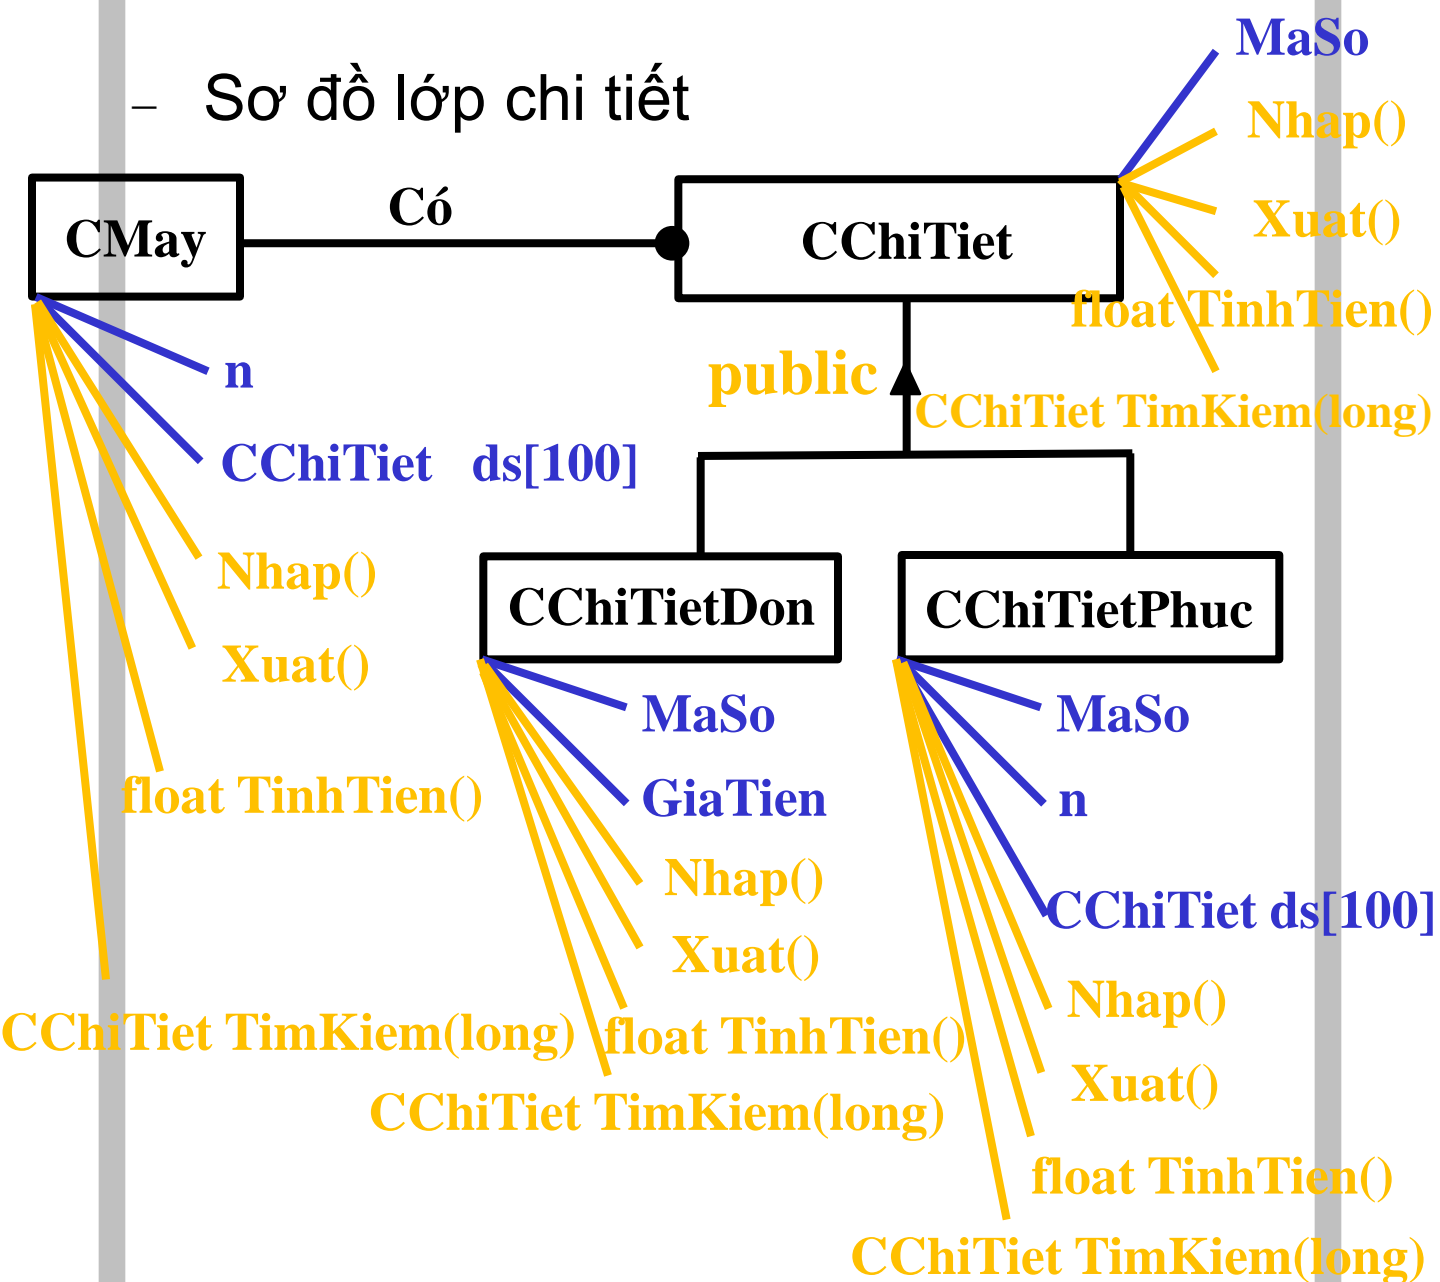 – Sơ đồ lớp chi tiết
MaSo
Nhap()
Xuat()
float TinhTien()
CChiTiet TimKiem(long)
CMay
Có
CChiTiet
public
n
CChiTiet ds[100]
Nhap()
Xuat()
float TinhTien()
CChiTiet TimKiem(long)
CChiTietDon
MaSo
GiaTien
Nhap()
Xuat()
float TinhTien()
CChiTiet TimKiem(long)
CChiTietPhuc
MaSo
n
CChiTiet ds[100]
Nhap()
Xuat()
float TinhTien()
CChiTiet TimKiem(long)